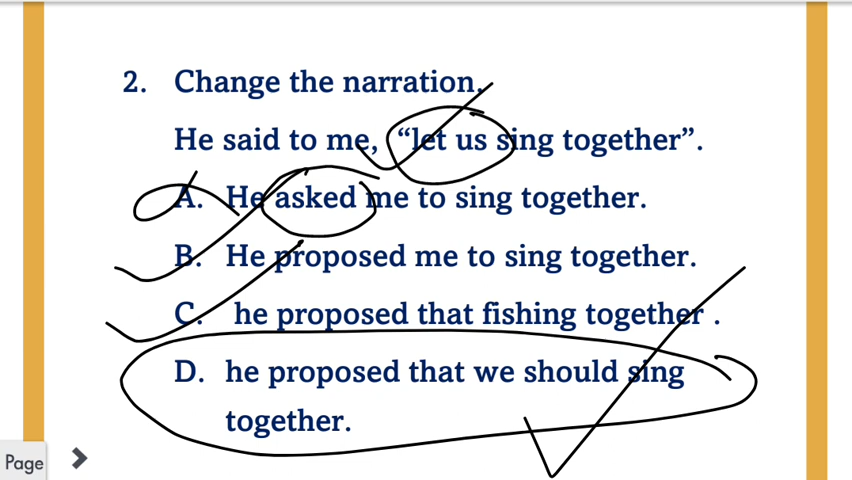 2. Change the narration.
He said to me, “let us sing together”.
A. He asked me to sing together.
B. He proposed me to sing together.
C. he proposed that fishing together .
D. he proposed that we should sing
together.
Page